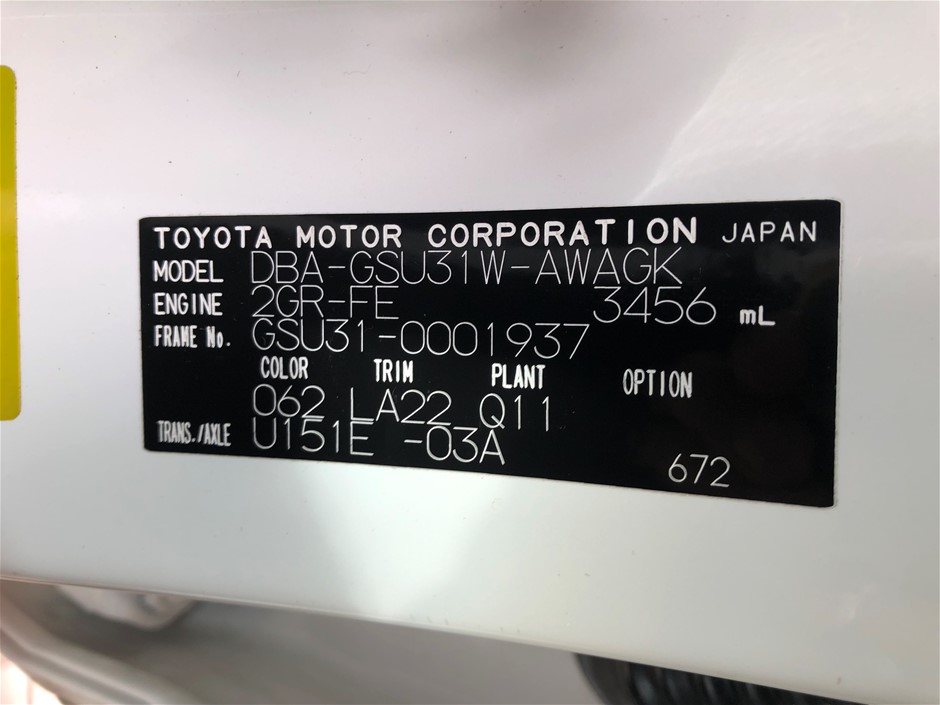 TOYOTA MOTOR CORPORATION JAPAN
MODEL DBA-GSU31W-AWAGK
ENGINE 2GR-FE 3456 mL
FRAME No. GSU31-0001937
COLOR TRIM PLANT OPTION
062 LA22 Q11
TRANS./AXLE U151E -03A
672